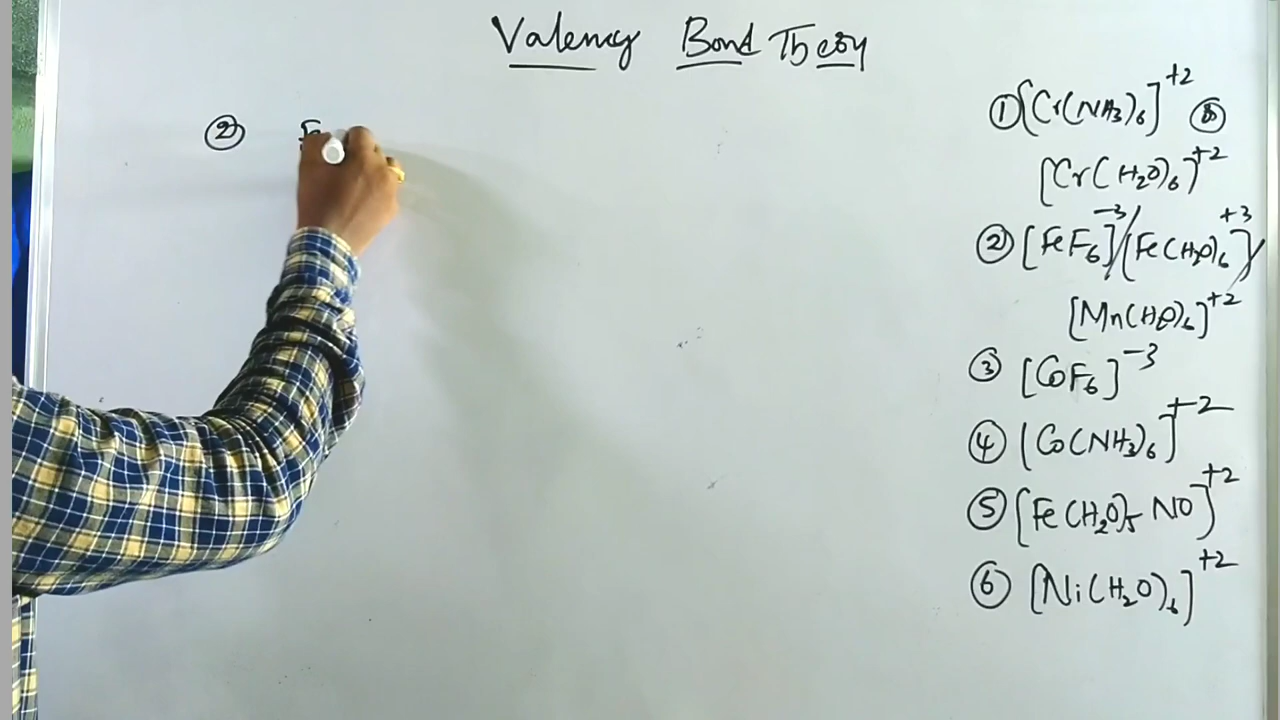 Valency Bond Theory
② Fe
① [Cr(NH3)6]+2 ⑧
[Cr(H2O)6]+2
② [FeF6]-3/[Fe(H2O)6]+3/
[Mn(H2O)6]+2
③ [CoF6]-3
④ [Co(NH3)6]+2
⑤ [Fe(H2O)5 NO]+2
⑥ [Ni(H2O)6]+2